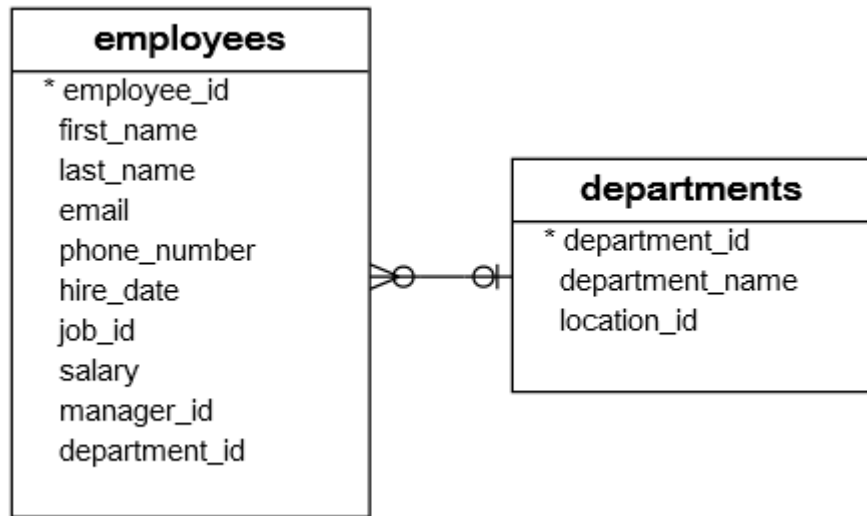 employees
* employee_id
first_name
last_name
email
phone_number
hire_date
job_id
salary
manager_id
department_id
departments
* department_id
department_name
location_id